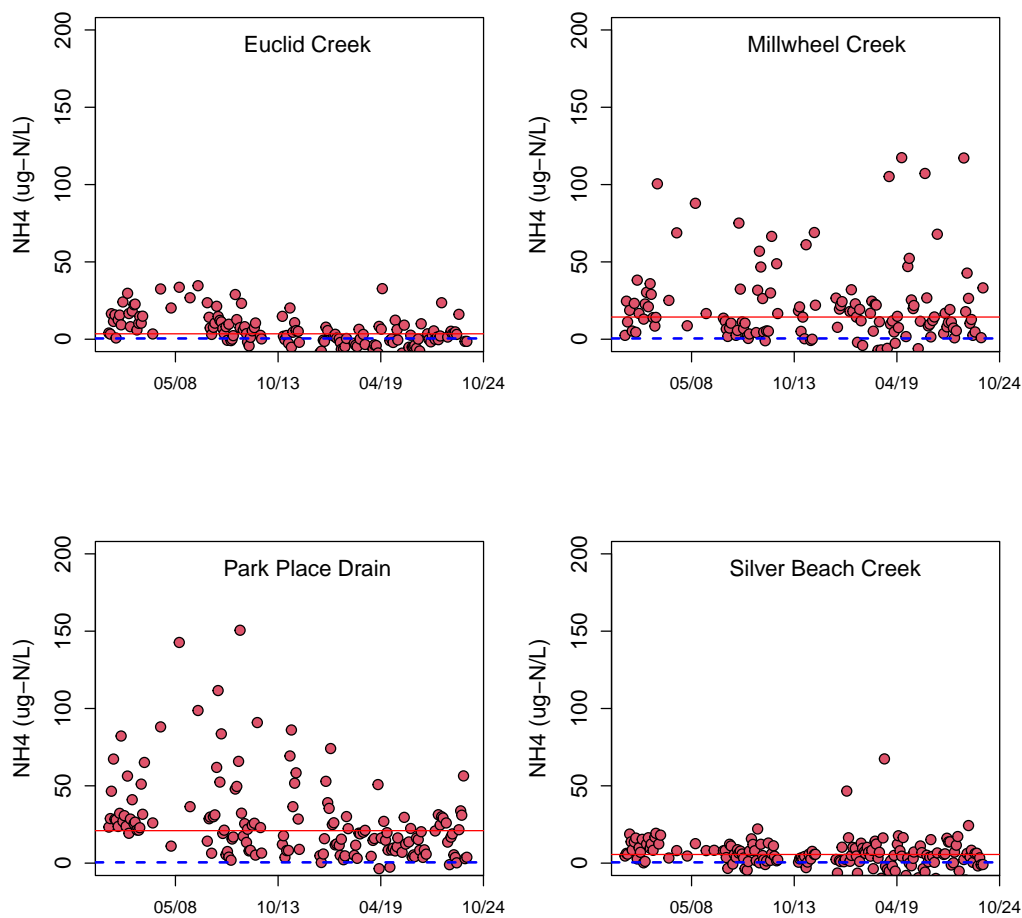 Euclid Creek
NH4 (ug−N/L)
200
150
100
50
0
05/08 10/13 04/19 10/24
Millwheel Creek
NH4 (ug−N/L)
200
150
100
50
0
05/08 10/13 04/19 10/24
Park Place Drain
NH4 (ug−N/L)
200
150
100
50
0
05/08 10/13 04/19 10/24
Silver Beach Creek
NH4 (ug−N/L)
200
150
100
50
0
05/08 10/13 04/19 10/24